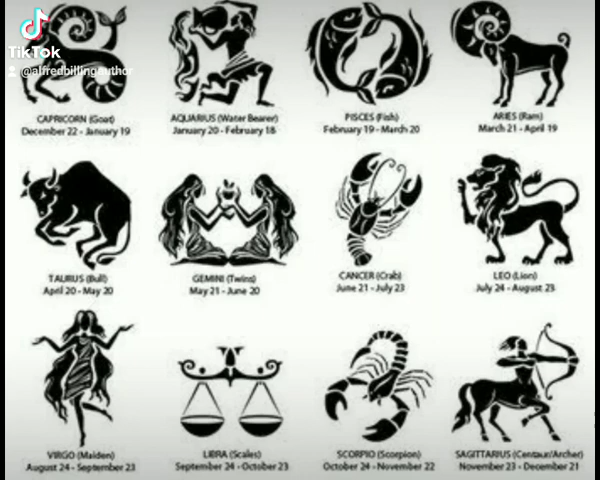 TikTok
@alfredbillingauthor
CAPRICORN (Goat)
December 22 - January 19
AQUARIUS (Water Bearer)
January 20 - February 18
PISCES (Fish)
February 19 - March 20
ARIES (Ram)
March 21 - April 19
TAURUS (Bull)
April 20 - May 20
GEMINI (Twins)
May 21 - June 20
CANCER (Crab)
June 21 - July 23
LEO (Lion)
July 24 - August 23
VIRGO (Maiden)
August 24 - September 23
LIBRA (Scales)
September 24 - October 23
SCORPIO (Scorpion)
October 24 - November 22
SAGITTARIUS (Centaur/Archer)
November 23 - December 21